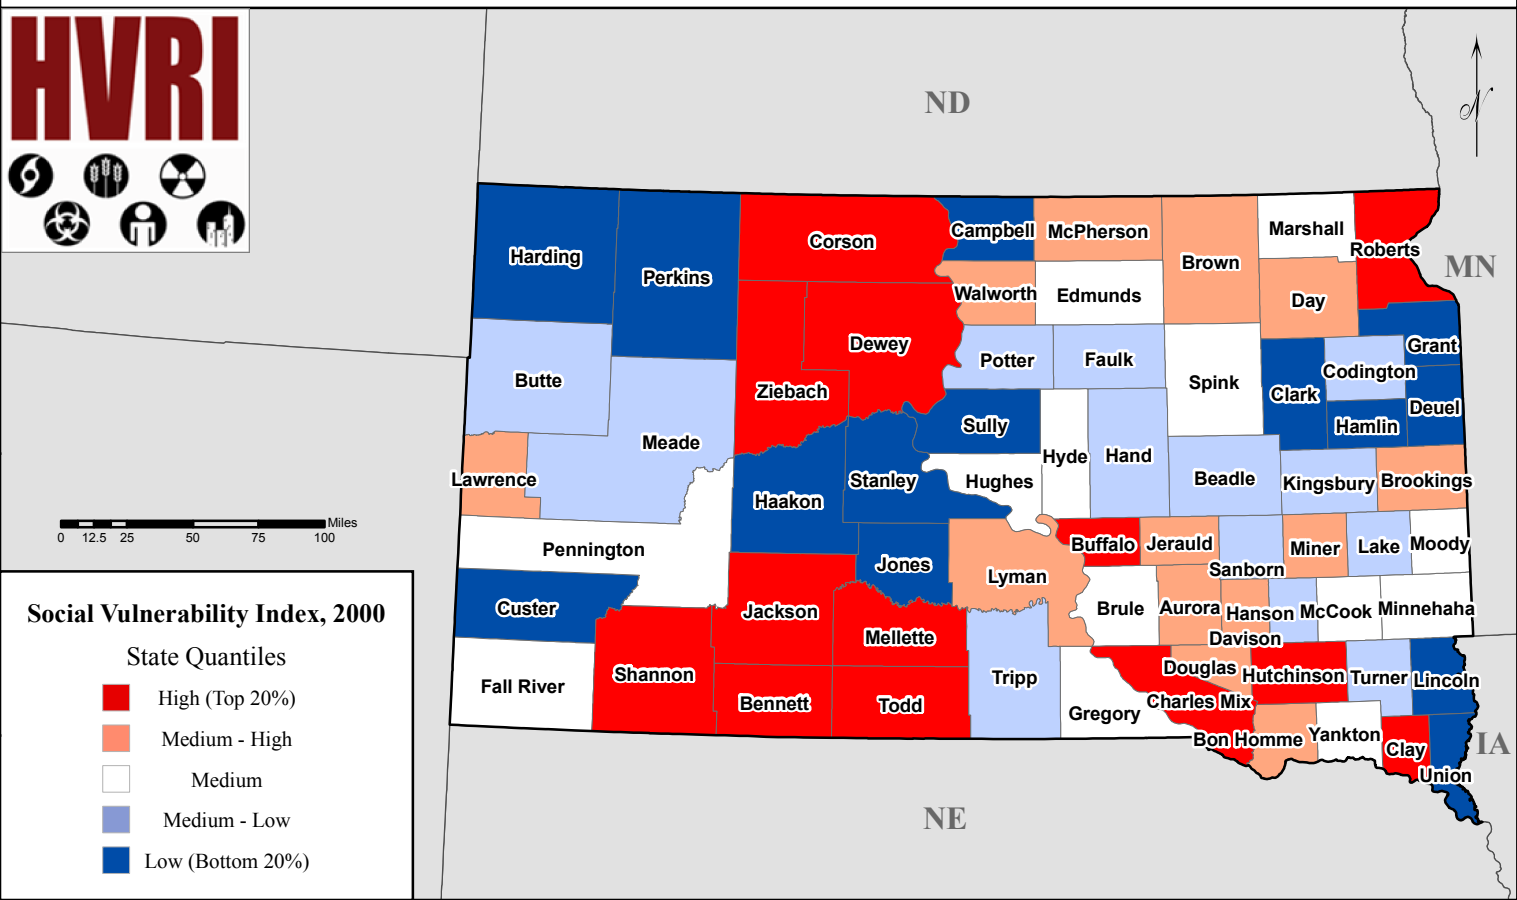 HVRI
ND
N
MN
Harding
Perkins
Corson
Campbell
McPherson
Brown
Marshall
Roberts
Walworth
Edmunds
Day
Butte
Meade
Ziebach
Dewey
Potter
Faulk
Spink
Clark
Codington
Grant
Deuel
Hamlin
Lawrence
Haakon
Stanley
Sully
Hughes
Hyde
Hand
Beadle
Kingsbury
Brookings
Miles
0 12.5 25 50 75 100
Pennington
Custer
Jackson
Jones
Lyman
Buffalo
Jerauld
Sanborn
Miner
Lake
Moody
Brule
Aurora
Hanson
McCook
Minnehaha
Davison
Fall River
Shannon
Bennett
Mellette
Todd
Tripp
Gregory
Douglas
Hutchinson
Turner
Lincoln
Charles Mix
Bon Homme
Yankton
Clay
Union
IA
NE
Social Vulnerability Index, 2000
State Quantiles
High (Top 20%)
Medium - High
Medium
Medium - Low
Low (Bottom 20%)